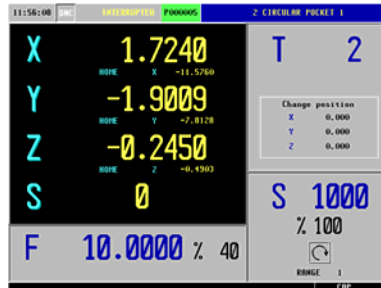 11:56:08 DNC INTERRUPTED P000005 2 CIRCULAR POCKET 1
X 1.7240
HOME X -11.5760
Y -1.9009
HOME Y -7.8128
Z -0.2450
HOME Z -0.4903
S 0
F 10.0000 % 40
T 2
Change position
X 0.000
Y 0.000
Z 0.000
S 1000
% 100
RANGE 1
CAP